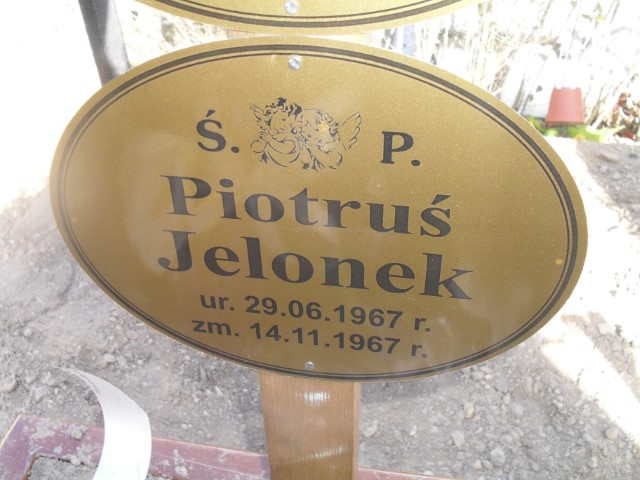 Ś. P.
Piotruś
Jelonek
ur. 29.06.1967 r.
zm. 14.11.1967 r.